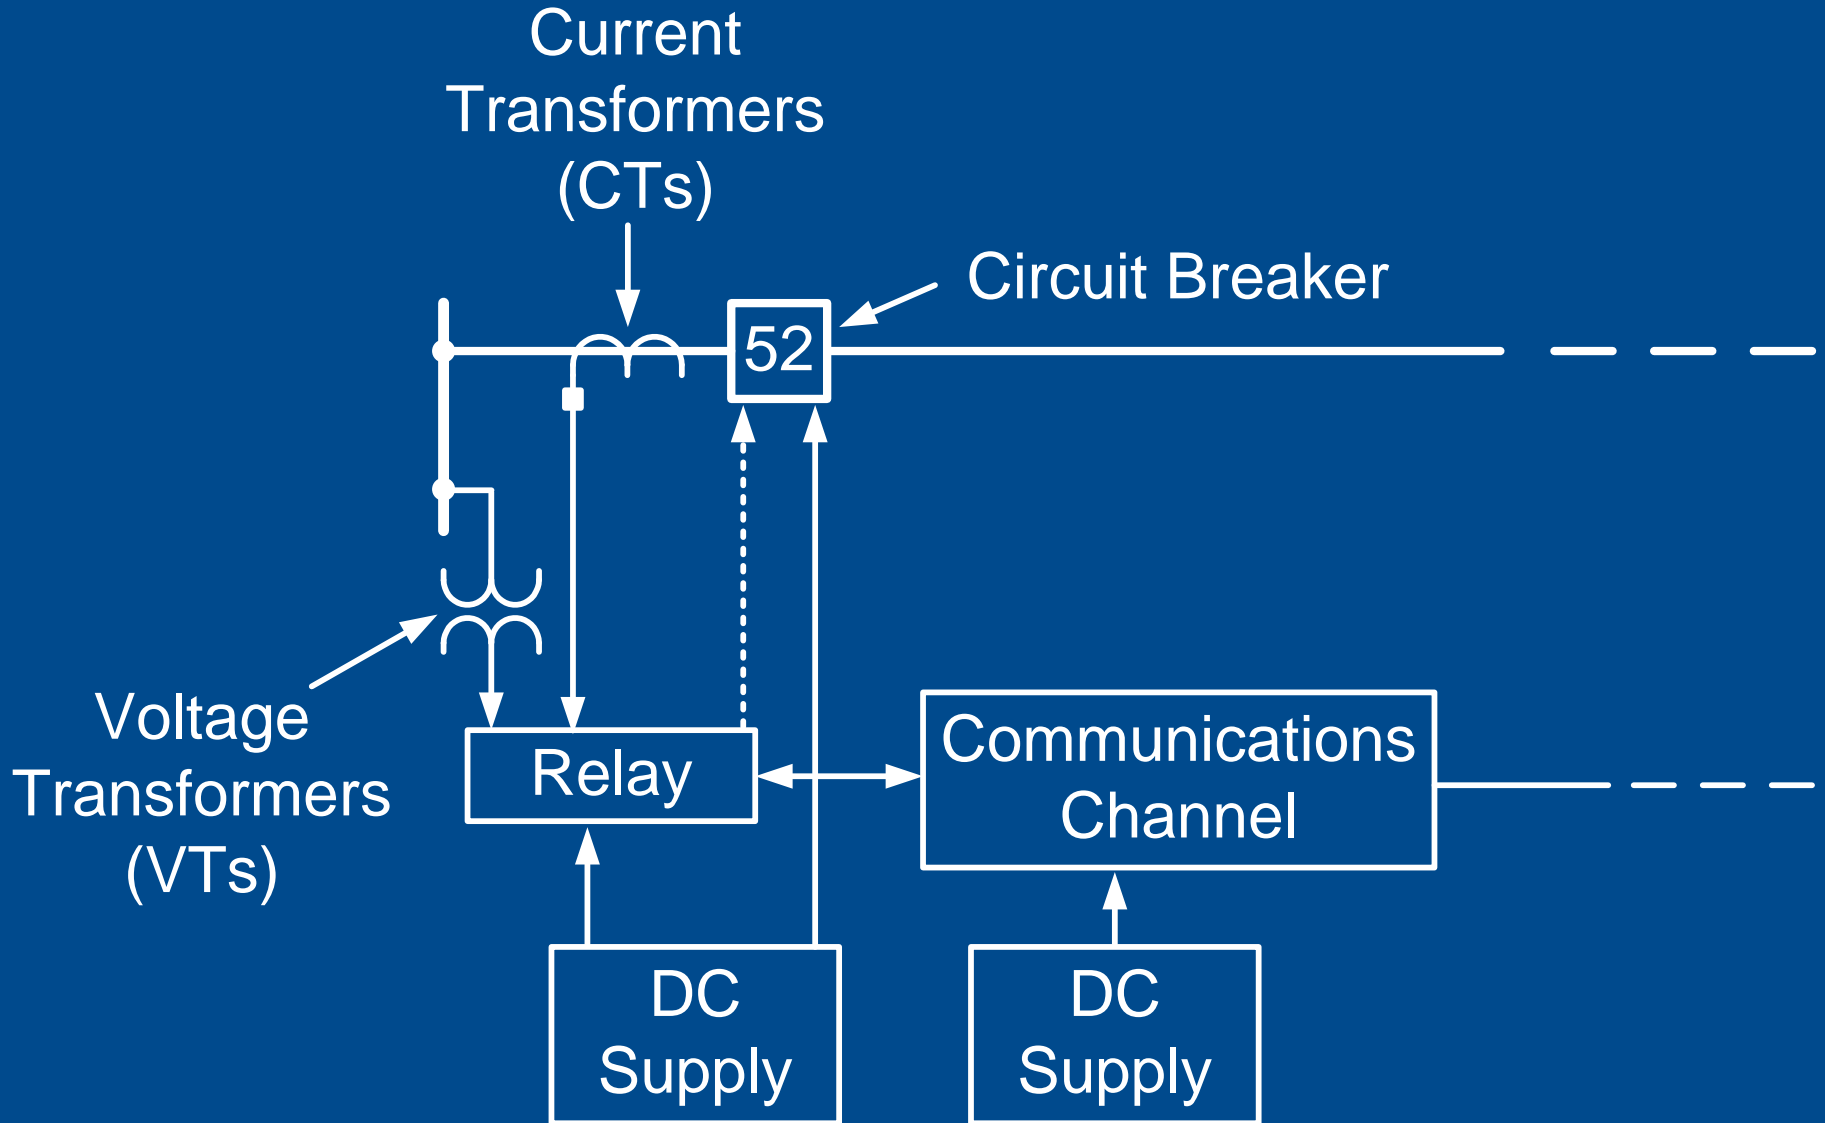 Current
Transformers
(CTs)
Circuit Breaker
52
Voltage
Transformers
(VTs)
Relay
Communications
Channel
DC
Supply
DC
Supply